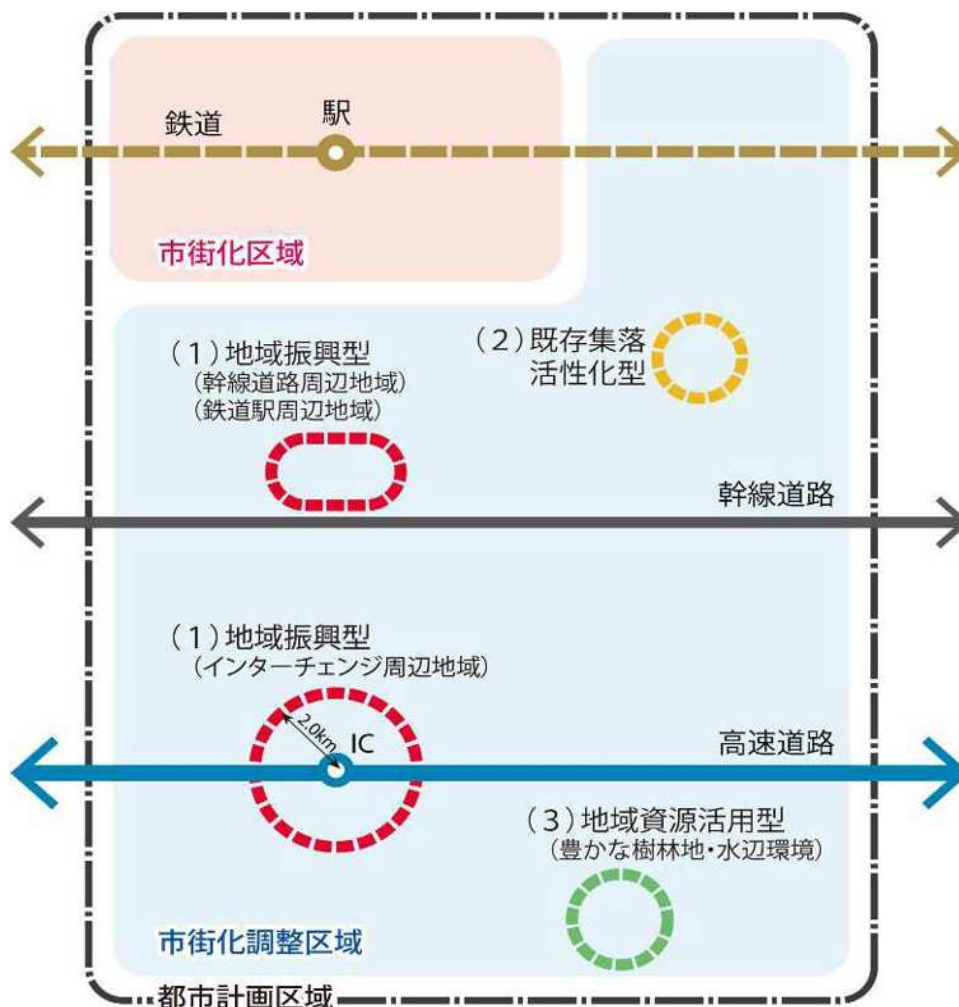 駅
鉄道
市街化区域
(1)地域振興型
(幹線道路周辺地域)
(鉄道駅周辺地域)
(2)既存集落
活性化型
幹線道路
(1)地域振興型
(インターチェンジ周辺地域)
2.0km
IC
高速道路
(3)地域資源活用型
(豊かな樹林地・水辺環境)
市街化調整区域
都市計画区域